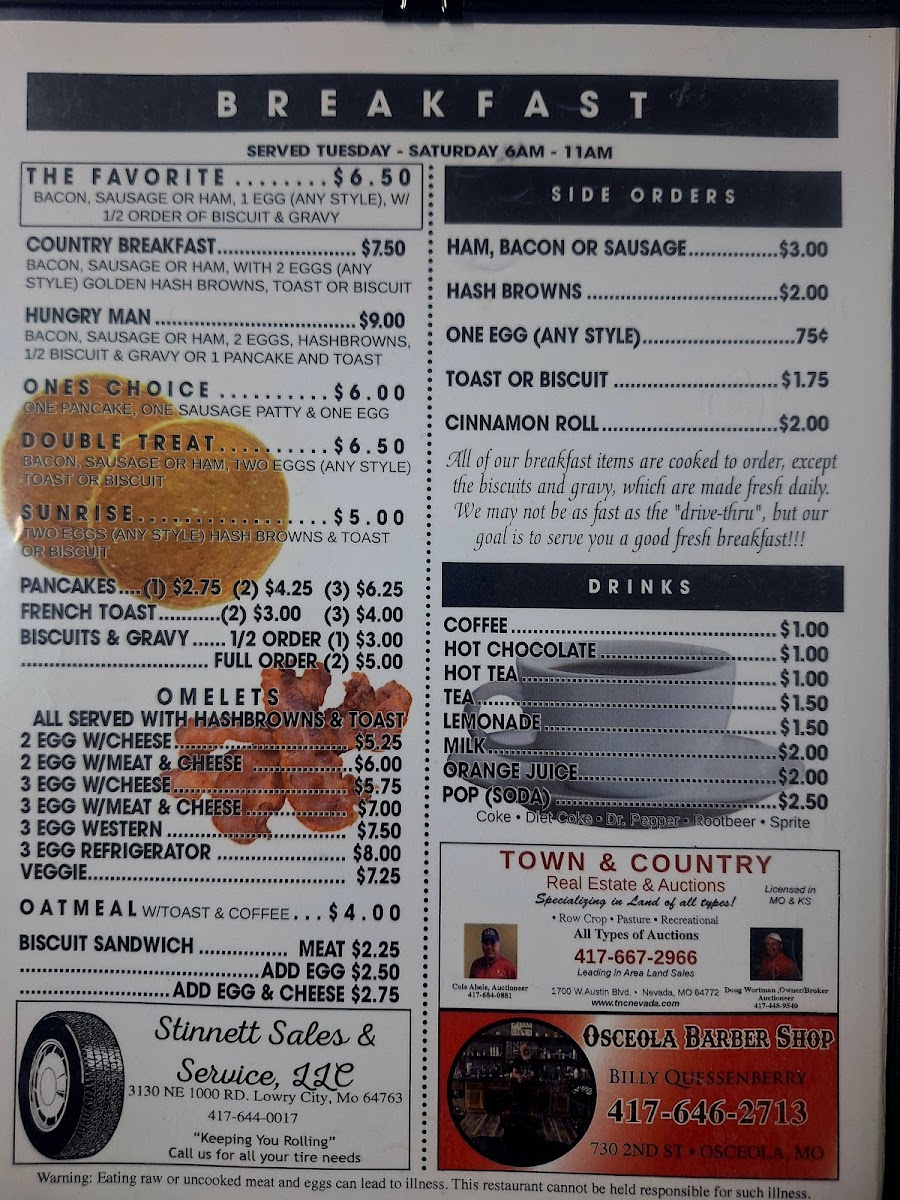 BREAKFAST
SERVED TUESDAY - SATURDAY 6AM - 11AM
THE FAVORITE ........$6.50
BACON, SAUSAGE OR HAM, 1 EGG (ANY STYLE), W/
1/2 ORDER OF BISCUIT & GRAVY
COUNTRY BREAKFAST........................ $7.50
BACON, SAUSAGE OR HAM, WITH 2 EGGS (ANY
STYLE) GOLDEN HASH BROWNS, TOAST OR BISCUIT
HUNGRY MAN ..................................$9.00
BACON, SAUSAGE OR HAM, 2 EGGS, HASHBROWNS,
1/2 BISCUIT & GRAVY OR 1 PANCAKE AND TOAST
ONES CHOICE ..........$6.00
ONE PANCAKE, ONE SAUSAGE PATTY & ONE EGG
DOUBLE TREAT..........$6.50
BACON, SAUSAGE OR HAM, TWO EGGS (ANY STYLE)
TOAST OR BISCUIT
SUNRISE.................$5.00
TWO EGGS (ANY STYLE) HASH BROWNS & TOAST
OR BISCUIT
PANCAKES....(1) $2.75 (2) $4.25 (3) $6.25
FRENCH TOAST...........(2) $3.00 (3) $4.00
BISCUITS & GRAVY ...... 1/2 ORDER (1) $3.00
.................................. FULL ORDER (2) $5.00
OMELETS
ALL SERVED WITH HASHBROWNS & TOAST
2 EGG W/CHEESE.............................. $5.25
2 EGG W/MEAT & CHEESE ................. $6.00
3 EGG W/CHEESE.............................. $5.75
3 EGG W/MEAT & CHEESE ................. $7.00
3 EGG WESTERN ............................... $7.50
3 EGG REFRIGERATOR ...................... $8.00
VEGGIE............................................. $7.25
OATMEAL W/TOAST & COFFEE...$4.00
BISCUIT SANDWICH ............... MEAT $2.25
..........................................ADD EGG $2.50
..........................ADD EGG & CHEESE $2.75
Stinnett Sales &
Service, LLC
3130 NE 1000 RD. Lowry City, Mo 64763
417-644-0017
"Keeping You Rolling"
Call us for all your tire needs
SIDE ORDERS
HAM, BACON OR SAUSAGE...............$3.00
HASH BROWNS ................................$2.00
ONE EGG (ANY STYLE).........................75¢
TOAST OR BISCUIT ...........................$1.75
CINNAMON ROLL.............................$2.00
All of our breakfast items are cooked to order, except
the biscuits and gravy, which are made fresh daily.
We may not be as fast as the "drive-thru", but our
goal is to serve you a good fresh breakfast!!!
DRINKS
COFFEE............................................ $1.00
HOT CHOCOLATE.............................. $1.00
HOT TEA.......................................... $1.00
TEA................................................. $1.50
LEMONADE...................................... $1.50
MILK............................................... $2.00
ORANGE JUICE................................. $2.00
POP (SODA) .....................................$2.50
Coke • Diet Coke • Dr. Pepper • Rootbeer • Sprite
TOWN & COUNTRY
Real Estate & Auctions
Licensed in
MO & KS
Specializing in Land of all types!
• Row Crop • Pasture • Recreational
All Types of Auctions
417-667-2966
Leading in Area Land Sales
Cole Abele, Auctioneer
417-684-0881
1700 W.Austin Blvd. • Nevada, MO 64772
www.tncnevada.com
Doug Wortman ,Owner/Broker
Auctioneer
417-448-9540
OSCEOLA BARBER SHOP
BILLY QUESSENBERRY
417-646-2713
730 2ND ST • OSCEOLA, MO
Warning: Eating raw or uncooked meat and eggs can lead to illness. This restaurant cannot be held responsible for such illness.